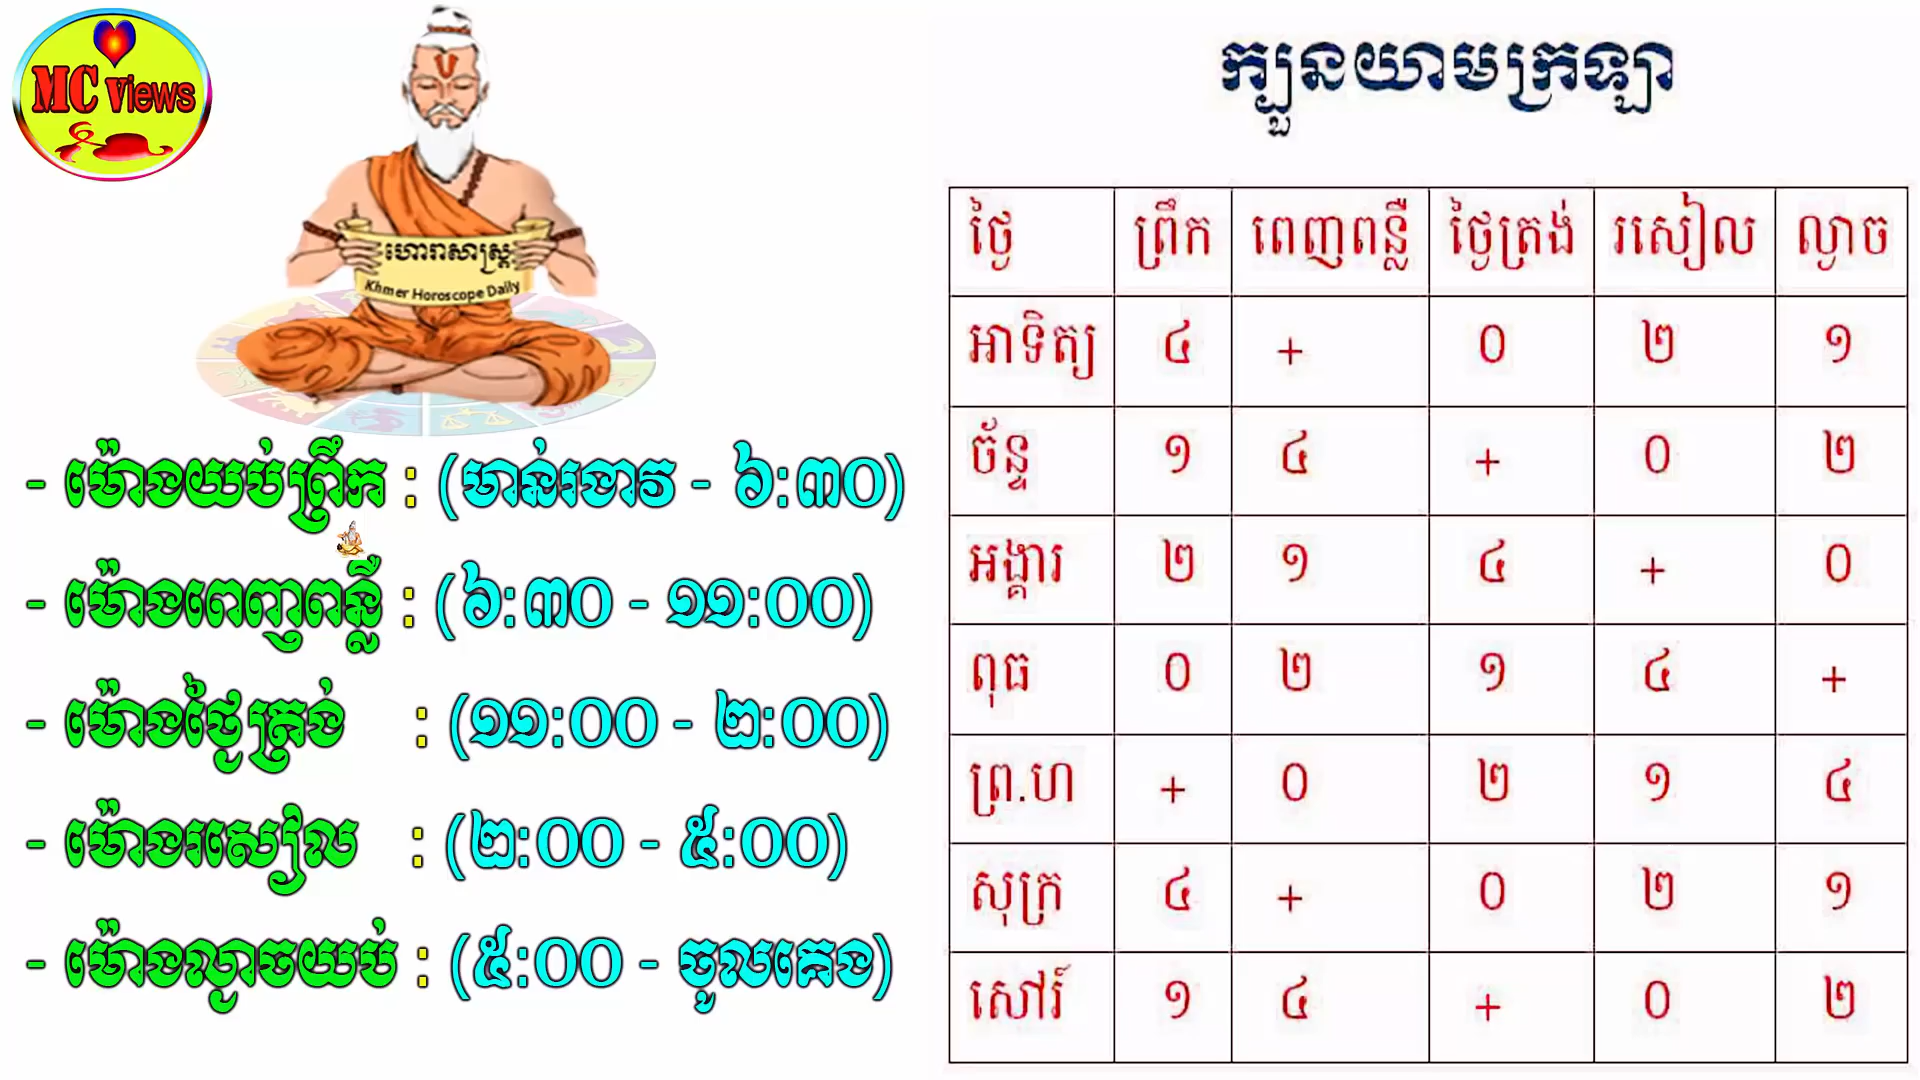 MC Views
ហោរាសាស្ត្រ
Khmer Horoscope Daily
- ម៉ោងយប់ព្រឹក : (មាន់រងាវ - ៦:៣០)
- ម៉ោងពេញពន្លឺ : (៦:៣០ - ១១:០០)
- ម៉ោងថ្ងៃត្រង់ : (១១:០០ - ២:០០)
- ម៉ោងរសៀល : (២:០០ - ៥:០០)
- ម៉ោងល្ងាចយប់ : (៥:០០ - ចូលគេង)
ក្បួនយាមក្រឡា
ថ្ងៃ ព្រឹក ពេញពន្លឺ ថ្ងៃត្រង់ រសៀល ល្ងាច
អាទិត្យ ៤ + ០ ២ ១
ច័ន្ទ ១ ៤ + ០ ២
អង្គារ ២ ១ ៤ + ០
ពុធ ០ ២ ១ ៤ +
ព្រ.ហ + ០ ២ ១ ៤
សុក្រ ៤ + ០ ២ ១
សៅរ៍ ១ ៤ + ០ ២